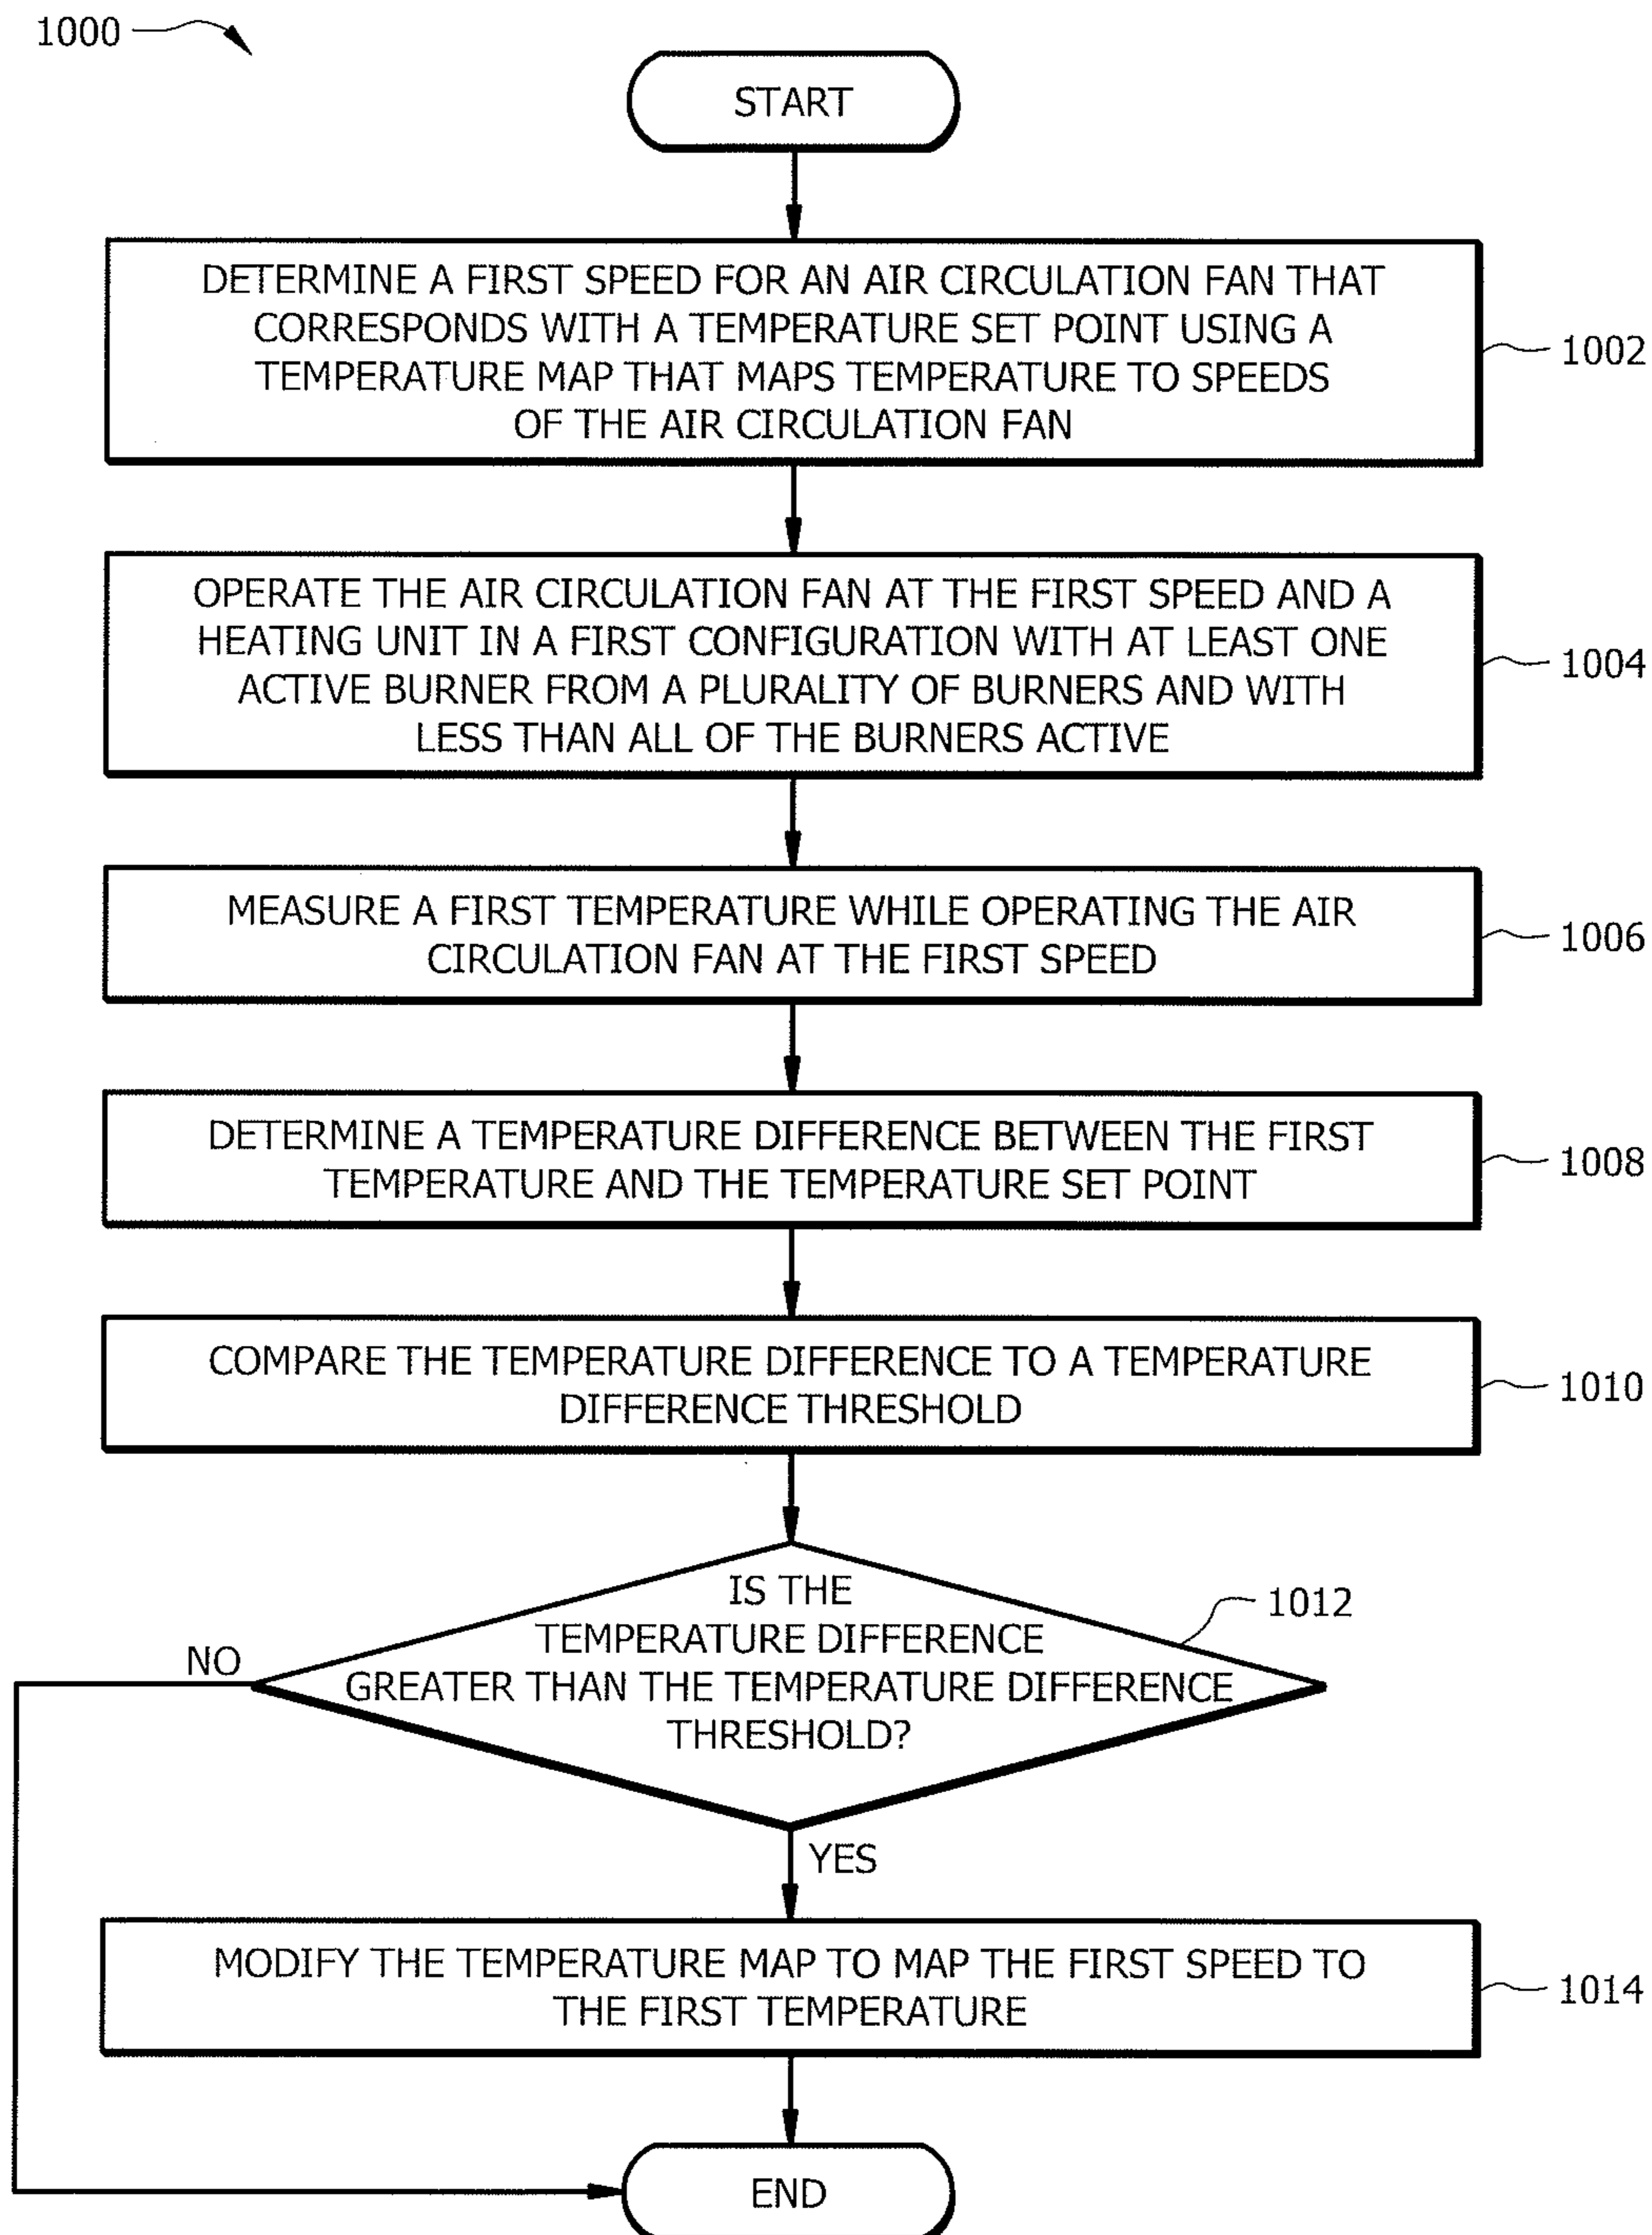 1000
START
DETERMINE A FIRST SPEED FOR AN AIR CIRCULATION FAN THAT
CORRESPONDS WITH A TEMPERATURE SET POINT USING A
TEMPERATURE MAP THAT MAPS TEMPERATURE TO SPEEDS
OF THE AIR CIRCULATION FAN
1002
OPERATE THE AIR CIRCULATION FAN AT THE FIRST SPEED AND A
HEATING UNIT IN A FIRST CONFIGURATION WITH AT LEAST ONE
ACTIVE BURNER FROM A PLURALITY OF BURNERS AND WITH
LESS THAN ALL OF THE BURNERS ACTIVE
1004
MEASURE A FIRST TEMPERATURE WHILE OPERATING THE AIR
CIRCULATION FAN AT THE FIRST SPEED
1006
DETERMINE A TEMPERATURE DIFFERENCE BETWEEN THE FIRST
TEMPERATURE AND THE TEMPERATURE SET POINT
1008
COMPARE THE TEMPERATURE DIFFERENCE TO A TEMPERATURE
DIFFERENCE THRESHOLD
1010
IS THE
TEMPERATURE DIFFERENCE
GREATER THAN THE TEMPERATURE DIFFERENCE
THRESHOLD?
1012
NO
YES
MODIFY THE TEMPERATURE MAP TO MAP THE FIRST SPEED TO
THE FIRST TEMPERATURE
1014
END